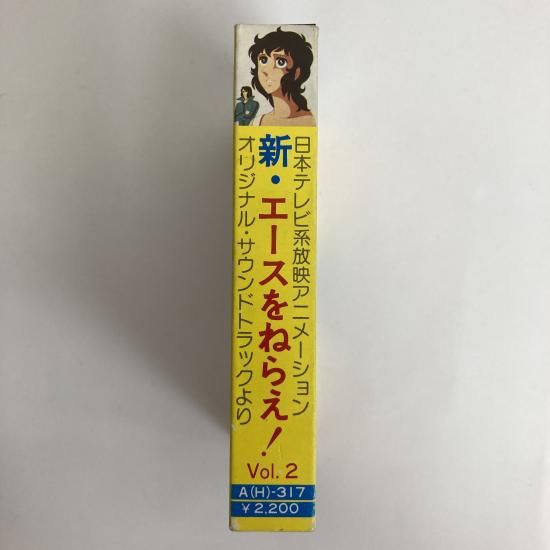 日本テレビ系放映アニメーション
新・エースをねらえ!
オリジナル・サウンドトラックより
Vol. 2
A(H)-317
¥2,200